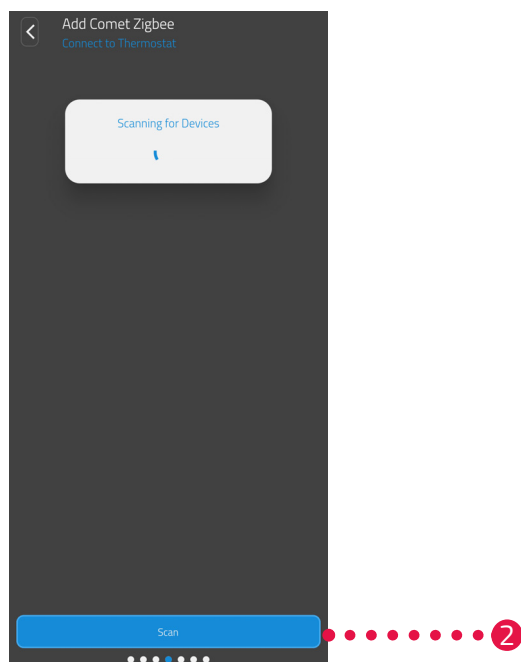 Add Comet Zigbee
Connect to Thermostat
Scanning for Devices
Scan
2